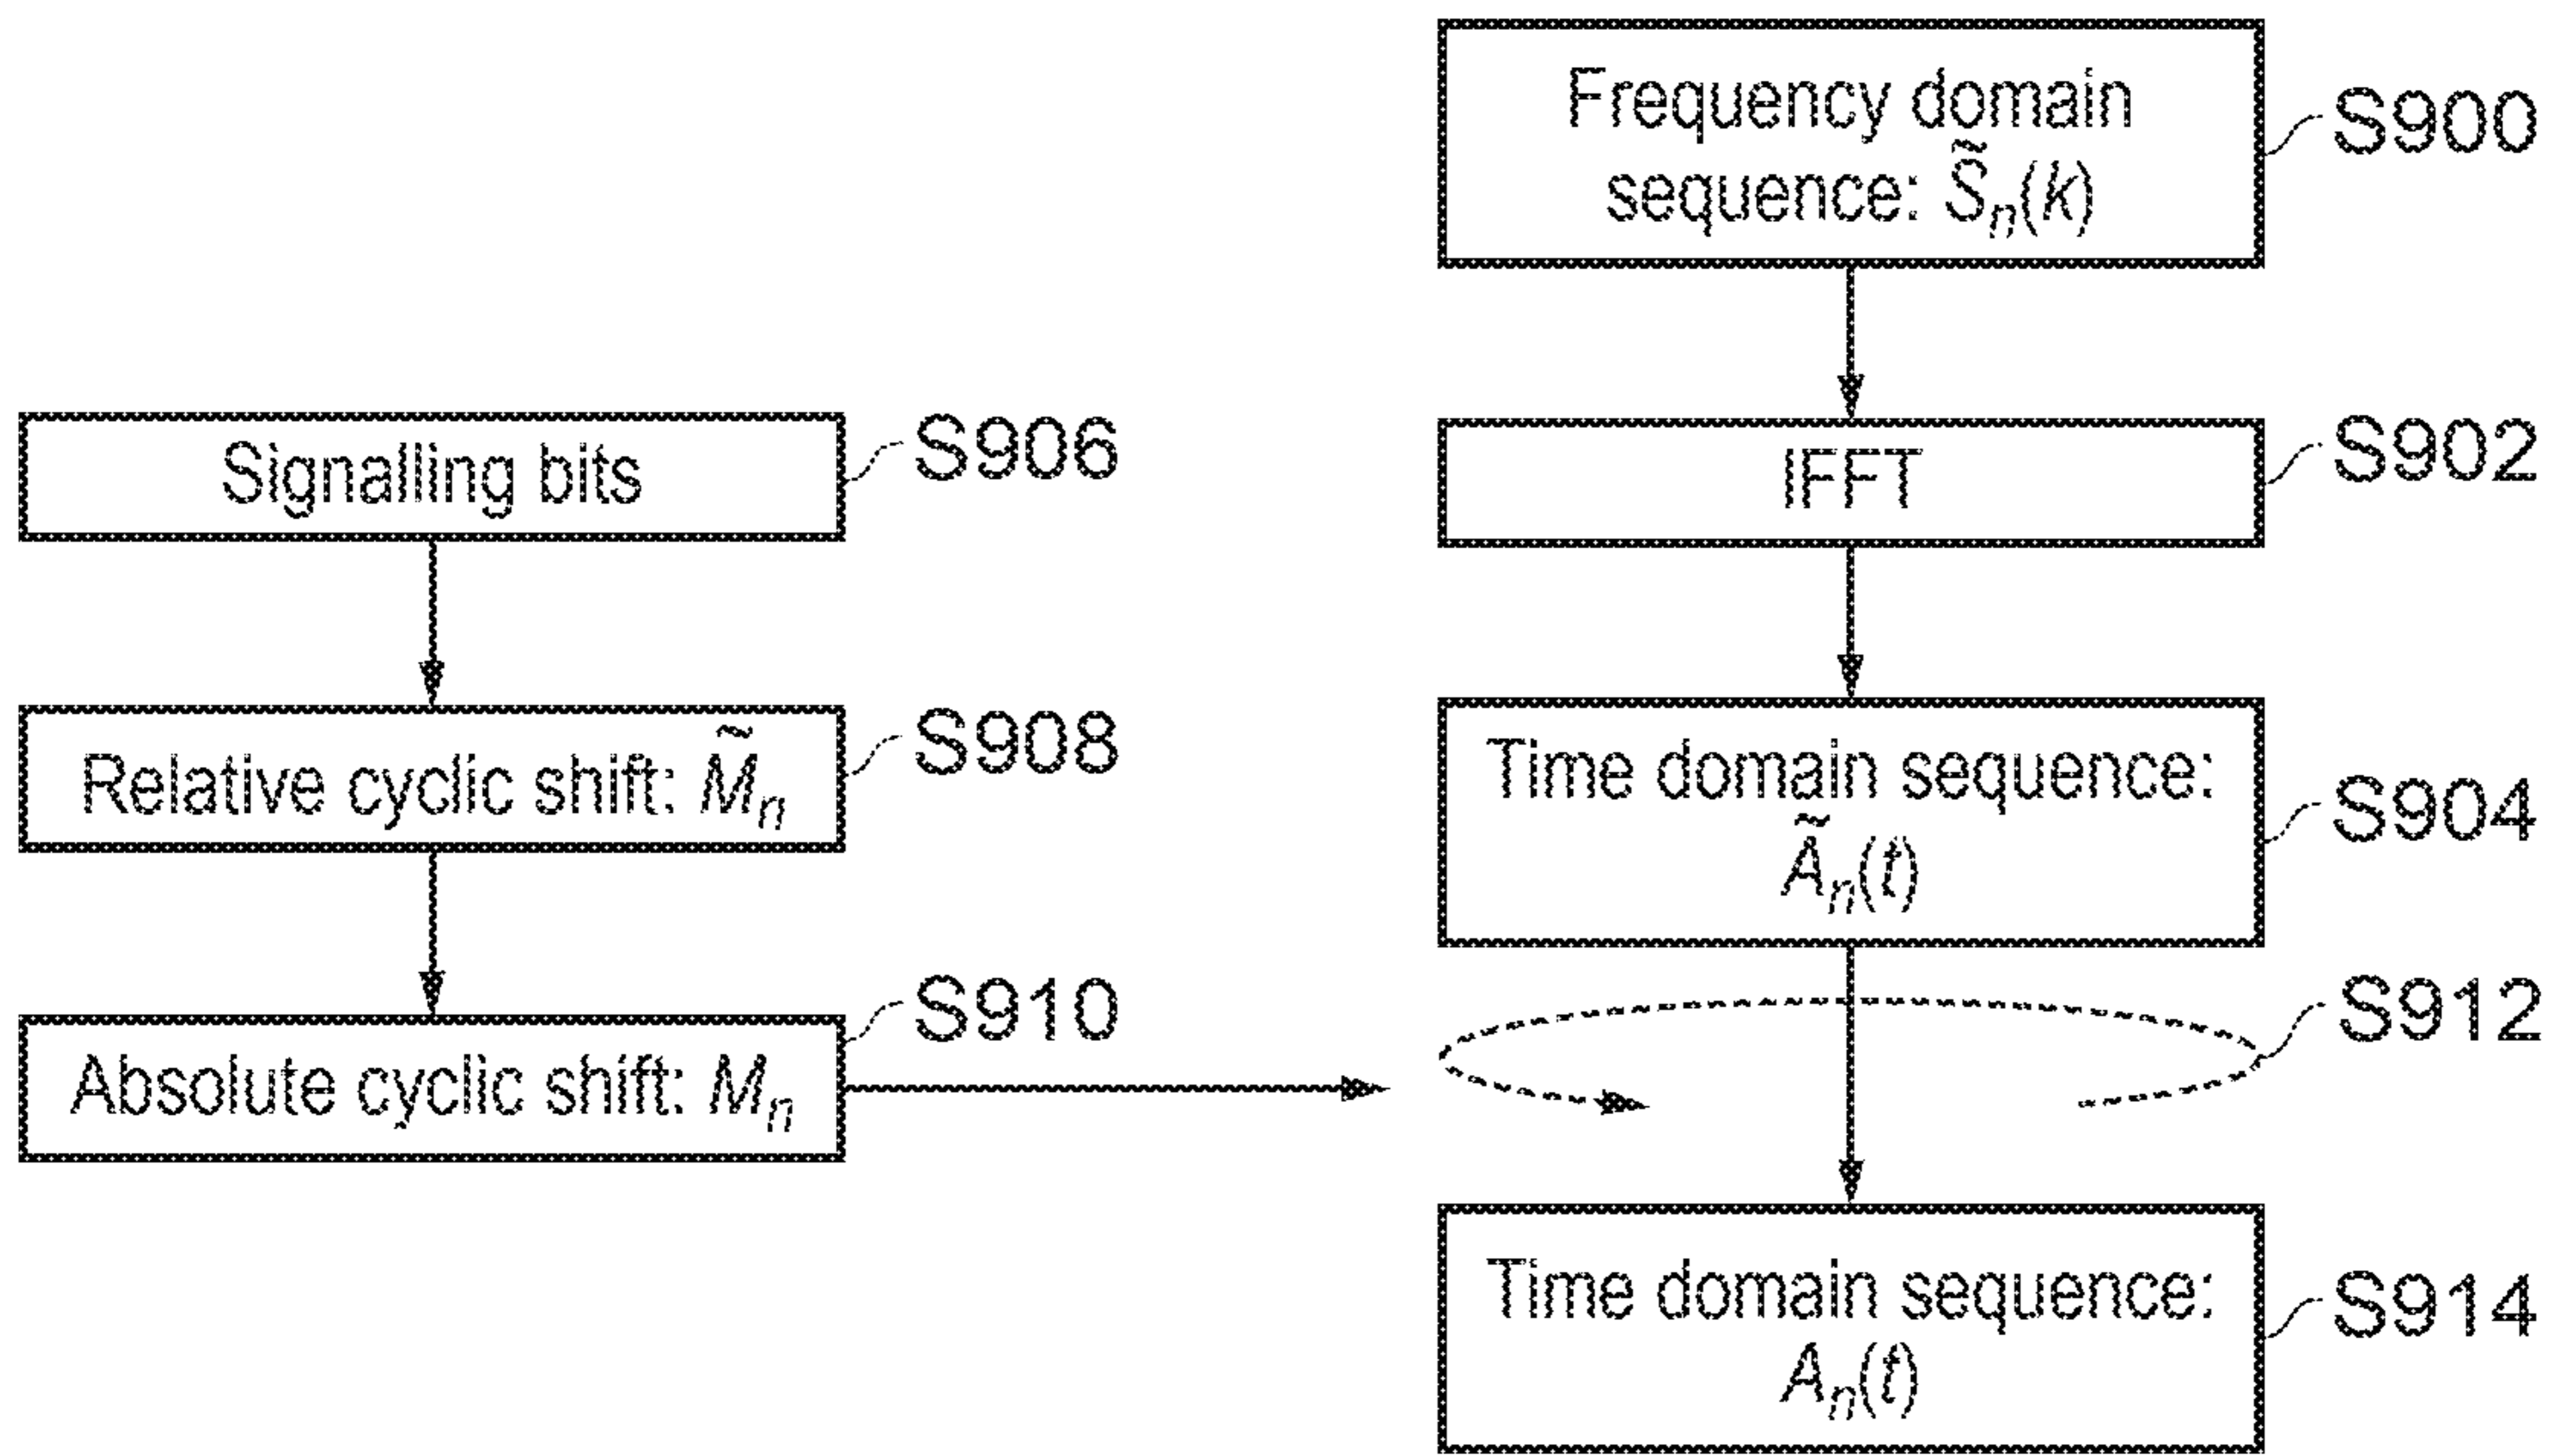 Frequency domain
sequence: S̃n(k)
S900
Signalling bits
S906
IFFT
S902
Relative cyclic shift: M̃n
S908
Time domain sequence:
Ãn(t)
S904
Absolute cyclic shift: Mn
S910
S912
Time domain sequence:
An(t)
S914